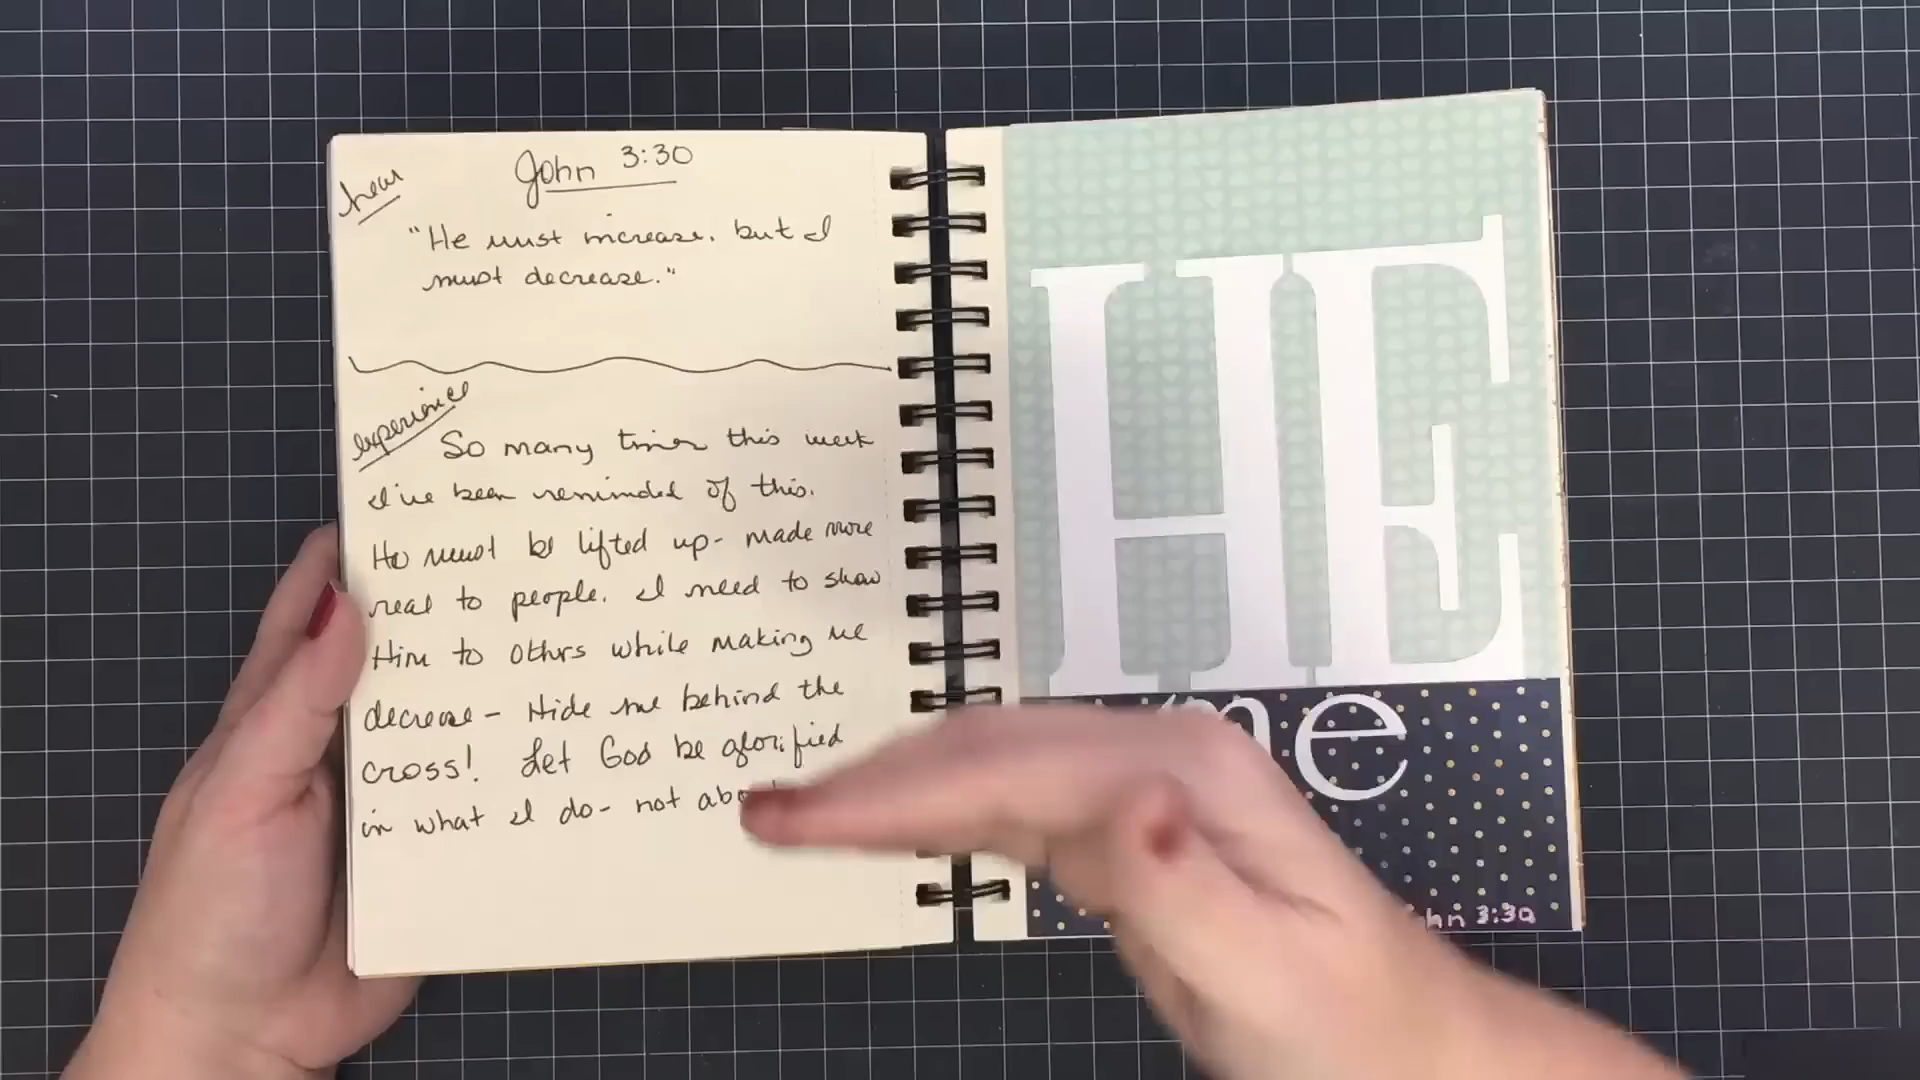 hear
John 3:30
"He must increase, but I
must decrease."
experience
So many times this week
I've been reminded of this.
He must be lifted up- made more
real to people. I need to show
Him to others while making me
decrease - Hide me behind the
cross! Let God be glorified
in what I do- not
HE
me
3:30